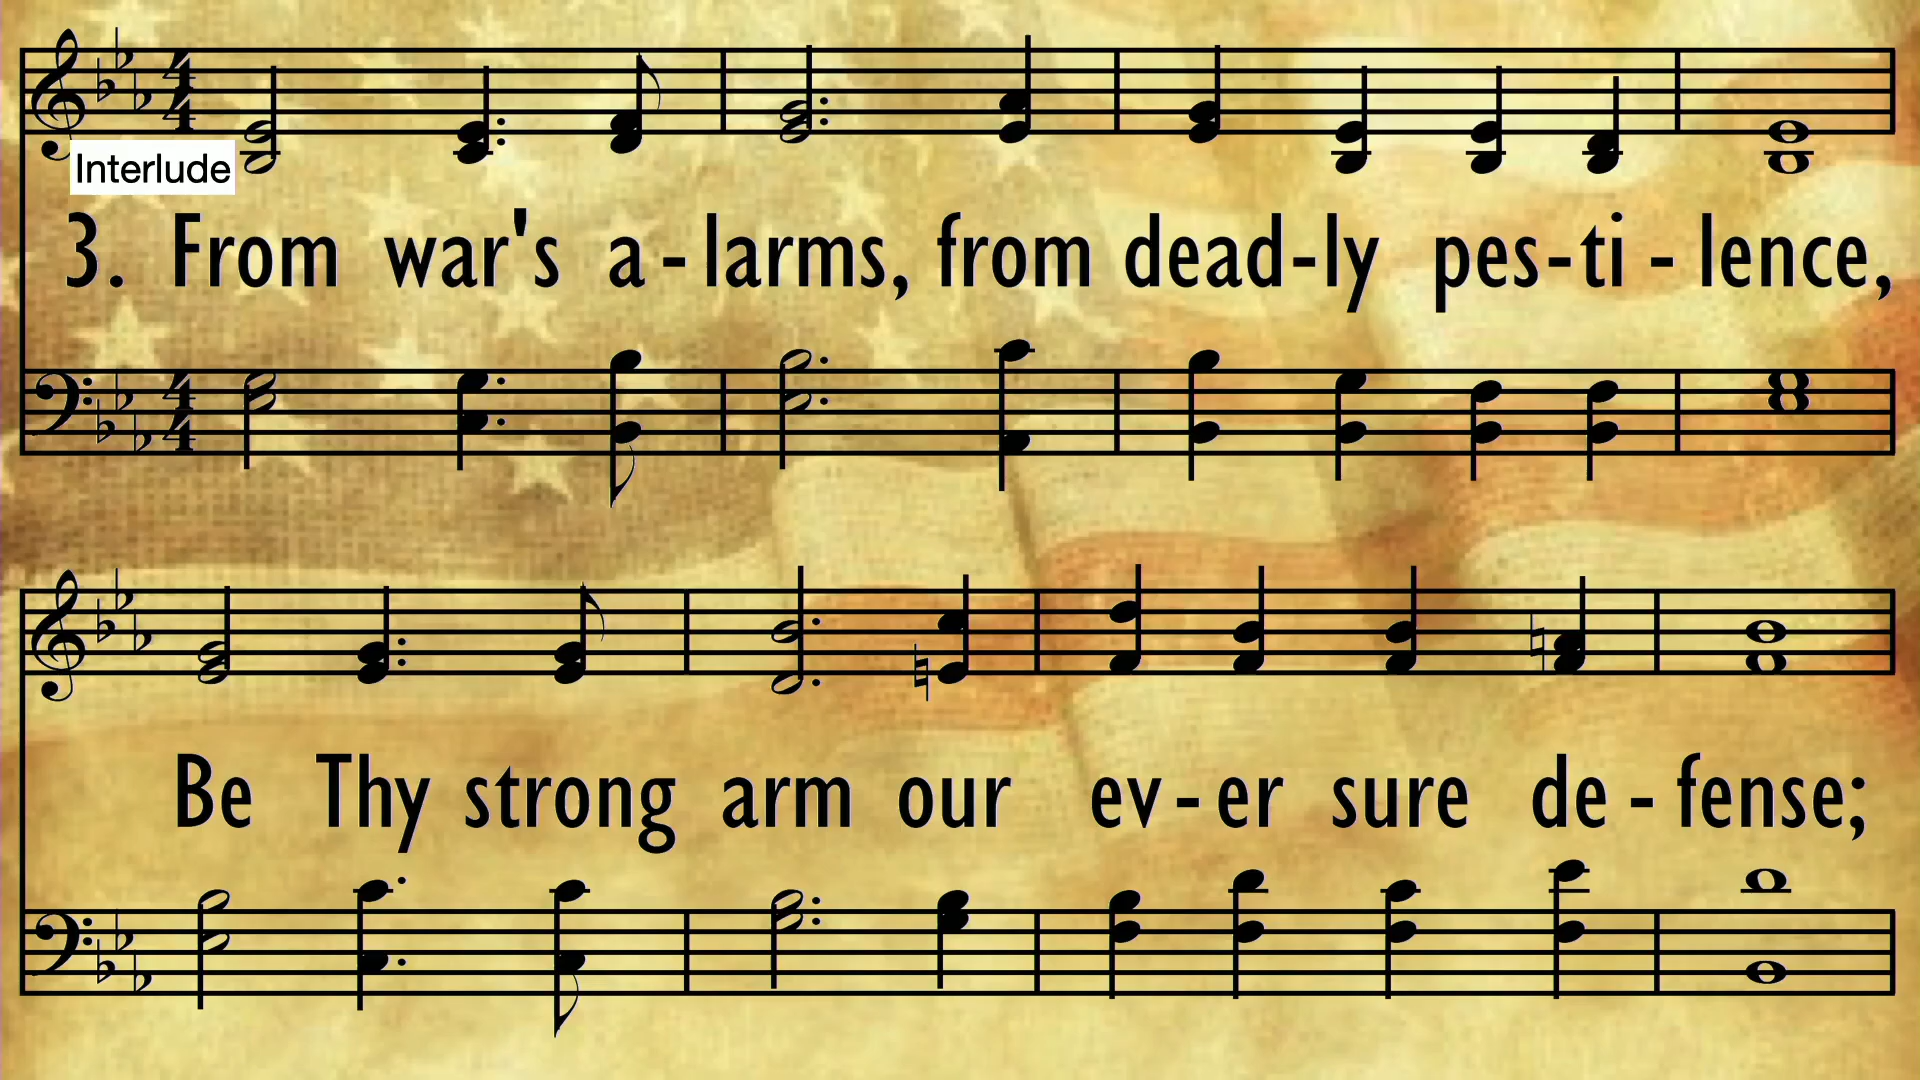 Interlude
3. From war's a - larms, from dead-ly pes-ti - lence,
Be Thy strong arm our ev - er sure de - fense;